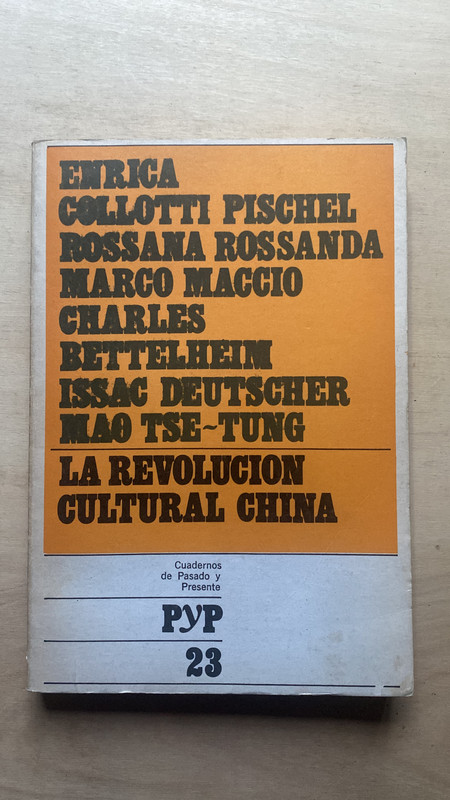 ENRICA
COLLOTTI PISCHEL
ROSSANA ROSSANDA
MARCO MACCIO
CHARLES
BETTELHEIM
ISSAC DEUTSCHER
MAO TSE~TUNG
LA REVOLUCION
CULTURAL CHINA
Cuadernos
de Pasado y
Presente
PyP
23